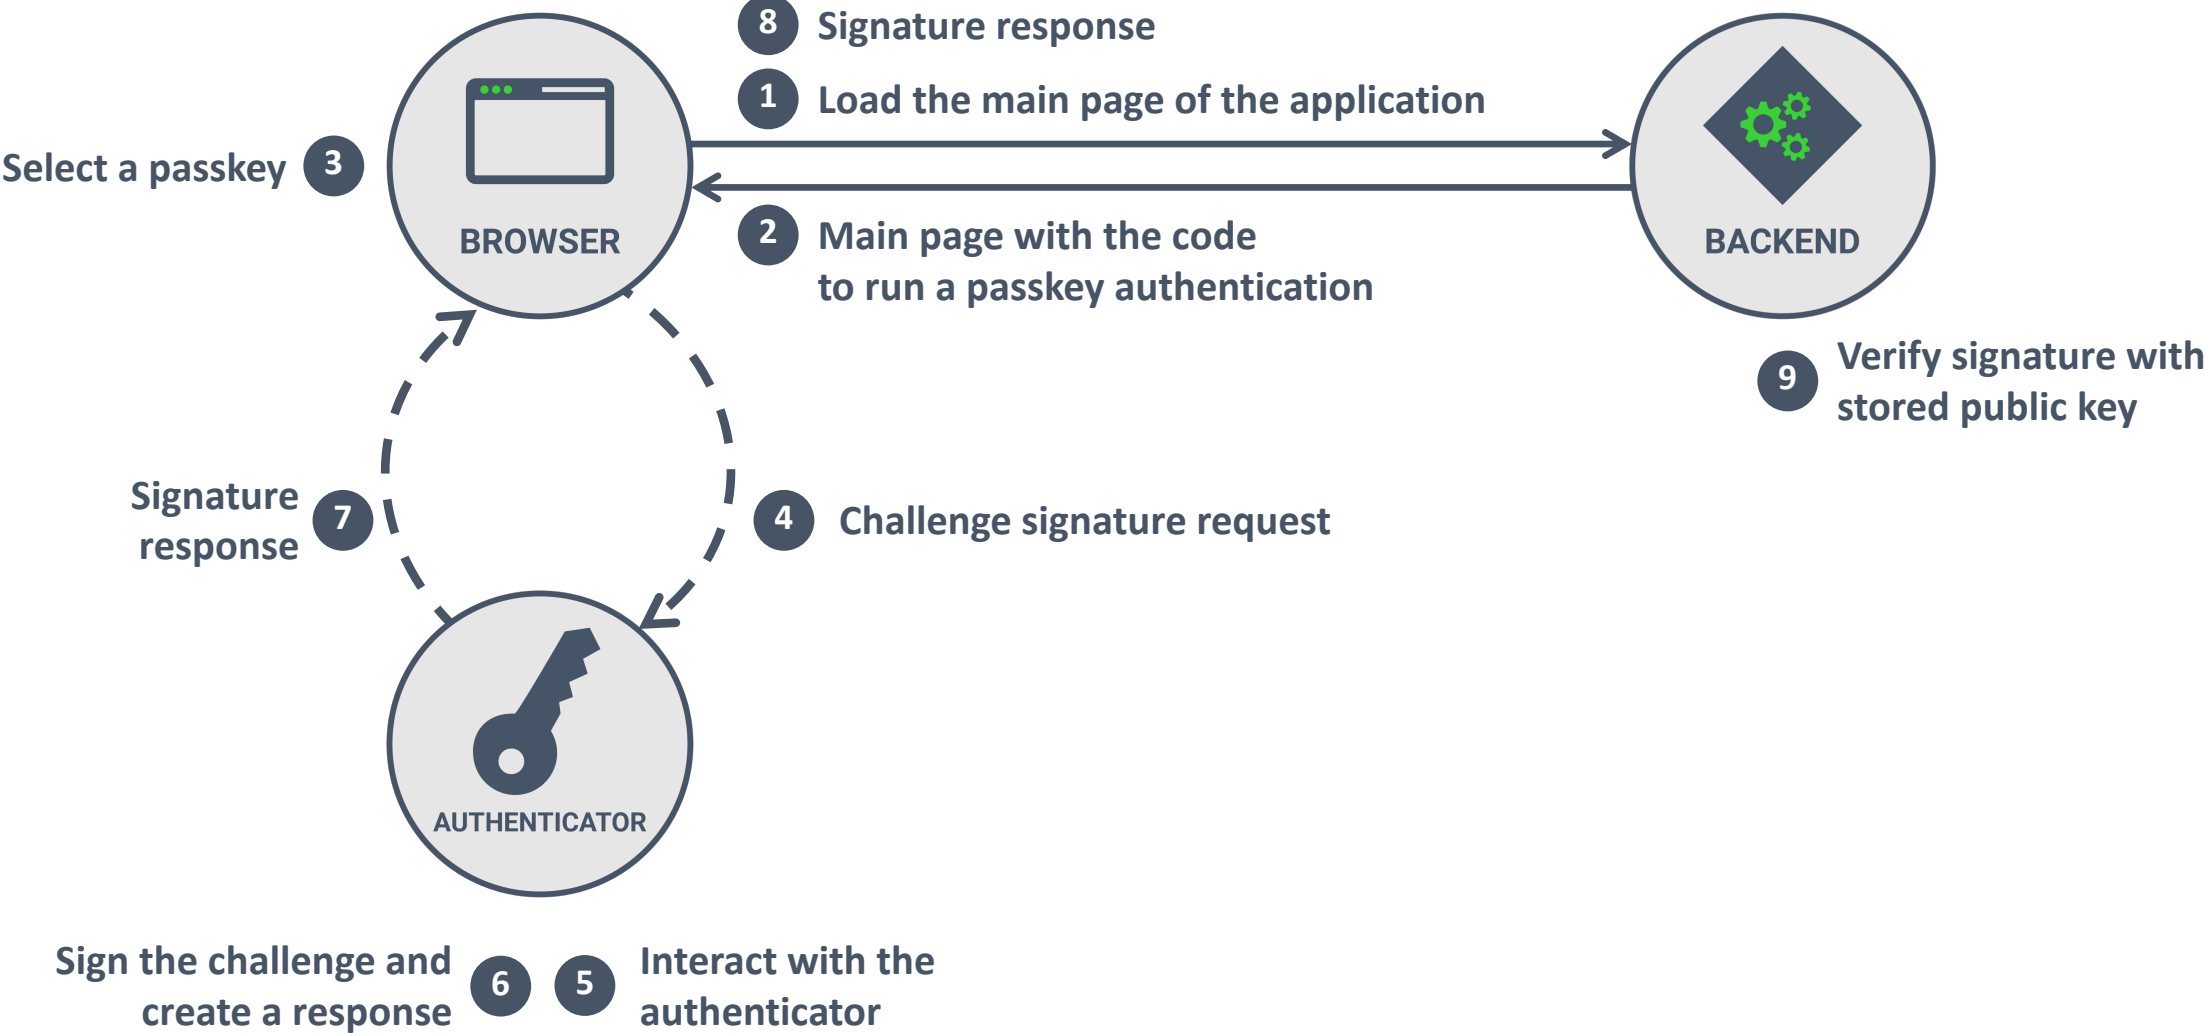 8 Signature response
1 Load the main page of the application
Select a passkey 3
BROWSER
BACKEND
2 Main page with the code
to run a passkey authentication
9 Verify signature with
stored public key
Signature
response 7
4 Challenge signature request
AUTHENTICATOR
Sign the challenge and
create a response 6
5 Interact with the
authenticator